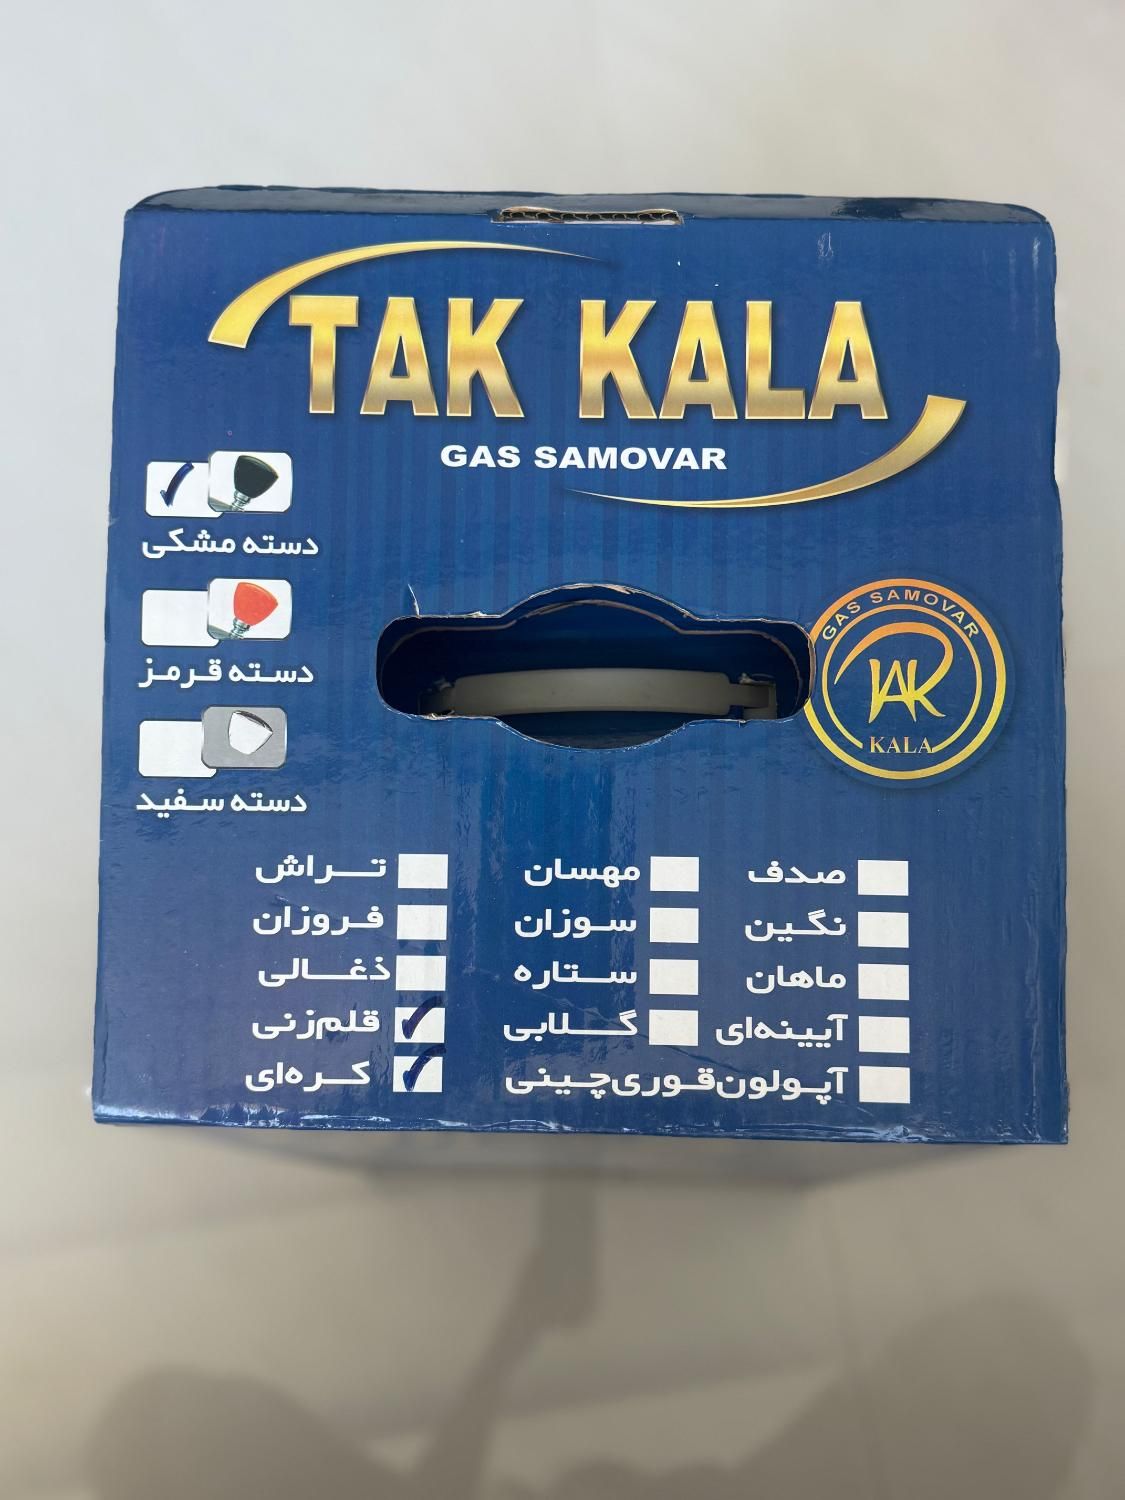 TAK KALA
GAS SAMOVAR
دسته مشکی
دسته قرمز
دسته سفید
GAS SAMOVAR
TAK
KALA
صدف
مهسان
تراش
نگین
سوزان
فروزان
ماهان
ستاره
ذغالی
آیینه‌ای
گلابی
قلم‌زنی
آپولون‌قوری‌چینی
کره‌ای